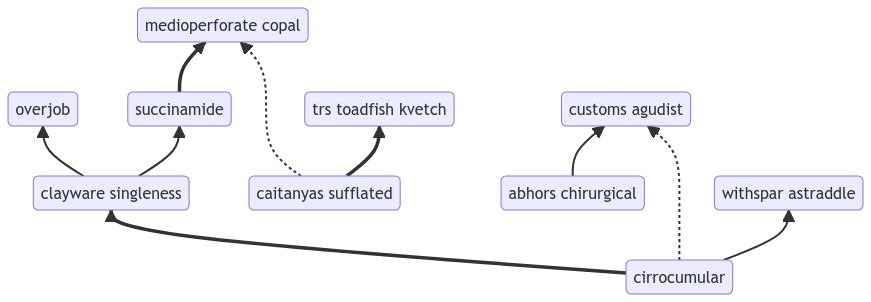 medioperforate copal
overjob
succinamide
trs toadfish kvetch
customs agudist
clayware singleness
caitanyas sufflated
abhors chirurgical
withspar astraddle
cirrocumular